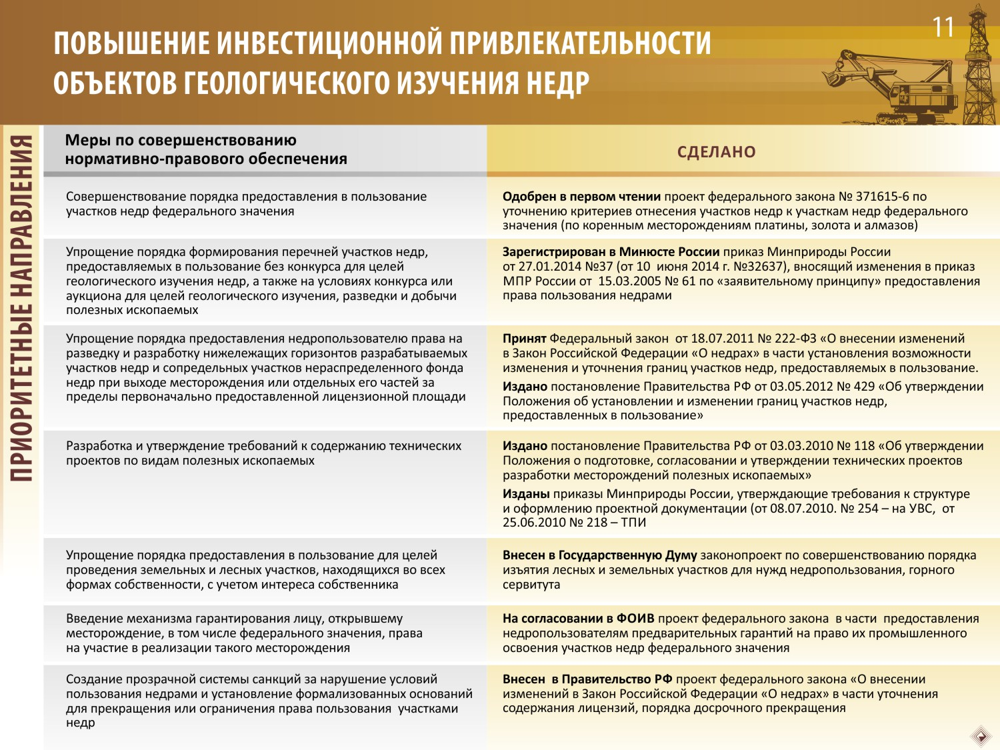 11
ПОВЫШЕНИЕ ИНВЕСТИЦИОННОЙ ПРИВЛЕКАТЕЛЬНОСТИ
ОБЪЕКТОВ ГЕОЛОГИЧЕСКОГО ИЗУЧЕНИЯ НЕДР
ПРИОРИТЕТНЫЕ НАПРАВЛЕНИЯ
Меры по совершенствованию
нормативно-правового обеспечения
СДЕЛАНО
Совершенствование порядка предоставления в пользование
участков недр федерального значения
Одобрен в первом чтении проект федерального закона № 371615-6 по
уточнению критериев отнесения участков недр к участкам недр федерального
значения (по коренным месторождениям платины, золота и алмазов)
Упрощение порядка формирования перечней участков недр,
предоставляемых в пользование без конкурса для целей
геологического изучения недр, а также на условиях конкурса или
аукциона для целей геологического изучения, разведки и добычи
полезных ископаемых
Зарегистрирован в Минюсте России приказ Минприроды России
от 27.01.2014 №37 (от 10 июня 2014 г. №32637), вносящий изменения в приказ
МПР России от 15.03.2005 № 61 по «заявительному принципу» предоставления
права пользования недрами
Упрощение порядка предоставления недропользователю права на
разведку и разработку нижележащих горизонтов разрабатываемых
участков недр и сопредельных участков нераспределенного фонда
недр при выходе месторождения или отдельных его частей за
пределы первоначально предоставленной лицензионной площади
Принят Федеральный закон от 18.07.2011 № 222-ФЗ «О внесении изменений
в Закон Российской Федерации «О недрах» в части установления возможности
изменения и уточнения границ участков недр, предоставляемых в пользование.
Издано постановление Правительства РФ от 03.05.2012 № 429 «Об утверждении
Положения об установлении и изменении границ участков недр,
предоставленных в пользование»
Разработка и утверждение требований к содержанию технических
проектов по видам полезных ископаемых
Издано постановление Правительства РФ от 03.03.2010 № 118 «Об утверждении
Положения о подготовке, согласовании и утверждении технических проектов
разработки месторождений полезных ископаемых»
Изданы приказы Минприроды России, утверждающие требования к структуре
и оформлению проектной документации (от 08.07.2010. № 254 – на УВС, от
25.06.2010 № 218 – ТПИ
Упрощение порядка предоставления в пользование для целей
проведения земельных и лесных участков, находящихся во всех
формах собственности, с учетом интереса собственника
Внесен в Государственную Думу законопроект по совершенствованию порядка
изъятия лесных и земельных участков для нужд недропользования, горного
сервитута
Введение механизма гарантирования лицу, открывшему
месторождение, в том числе федерального значения, права
на участие в реализации такого месторождения
На согласовании в ФОИВ проект федерального закона в части предоставления
недропользователям предварительных гарантий на право их промышленного
освоения участков недр федерального значения
Создание прозрачной системы санкций за нарушение условий
пользования недрами и установление формализованных оснований
для прекращения или ограничения права пользования участками
недр
Внесен в Правительство РФ проект федерального закона «О внесении
изменений в Закон Российской Федерации «О недрах» в части уточнения
содержания лицензий, порядка досрочного прекращения